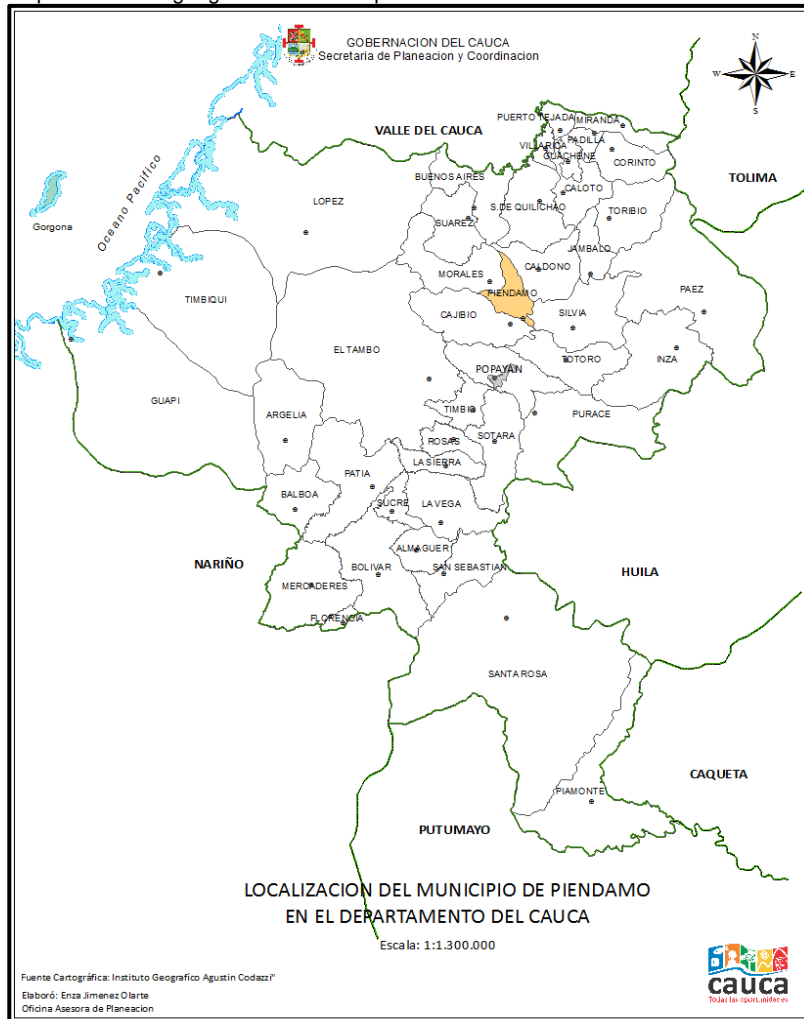 GOBERNACION DEL CAUCA
Secretaria de Planeacion y Coordinacion
N
W
E
S
VALLE DEL CAUCA
PUERTO TEJADA
MIRANDA
PADILLA
VILLARICA
GUACHENE
CORINTO
TOLIMA
BUENOS AIRES
CALOTO
LOPEZ
S.DE QUILICHAO
TORIBIO
SUAREZ
Gorgona
Oceano Pacifico
JAMBALO
CALDONO
MORALES
PIENDAMO
PAEZ
TIMBIQUI
CAJIBIO
SILVIA
EL TAMBO
TOTORO
INZA
POPAYAN
GUAPI
ARGELIA
TIMBIO
PURACE
ROSAS
SOTARA
LA SIERRA
PATIA
BALBOA
SUCRE
LA VEGA
ALMAGUER
NARIÑO
BOLIVAR
SAN SEBASTIAN
HUILA
MERCADERES
FLORENCIA
SANTA ROSA
CAQUETA
PIAMONTE
PUTUMAYO
LOCALIZACION DEL MUNICIPIO DE PIENDAMO
EN EL DEPARTAMENTO DEL CAUCA
Escala: 1:1.300.000
Fuente Cartográfica: Instituto Geografico Agustin Codazzi"
Elaboró: Enza Jimenez Olarte
Oficina Asesora de Planeacion
cauca
Todas las oportunidades